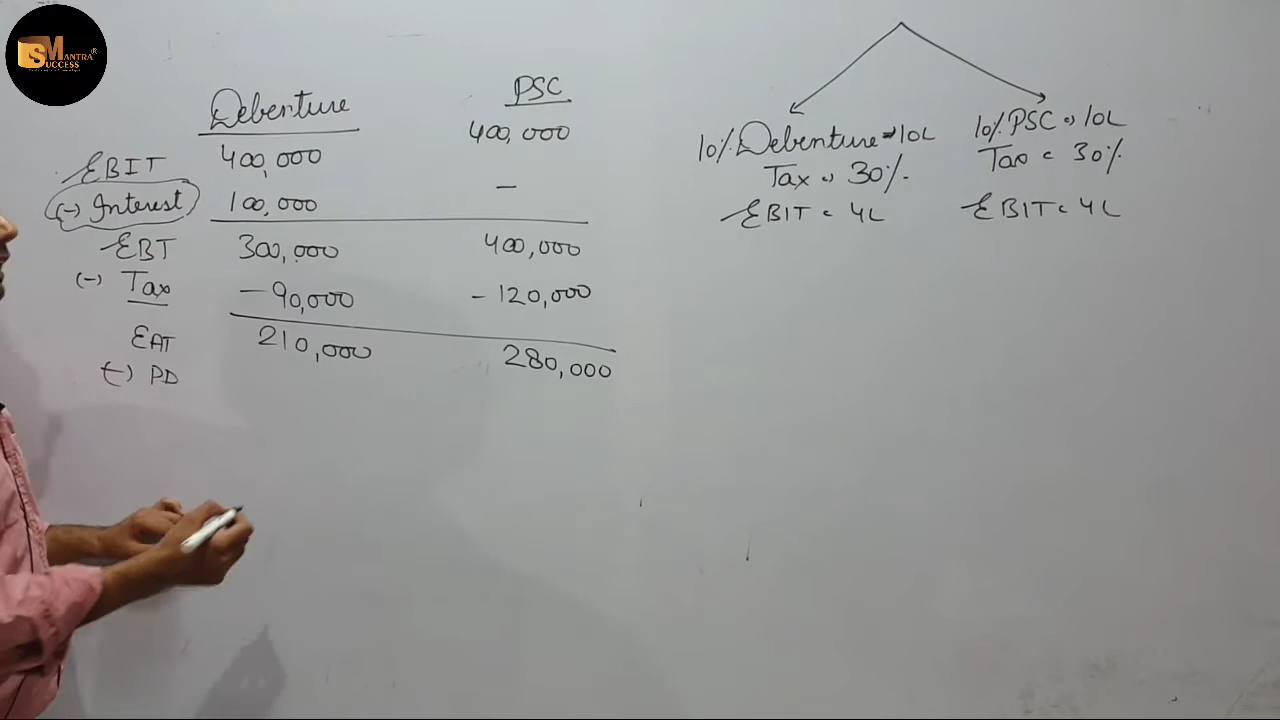 MANTRA
SUCCESS
Debenture PSC
EBIT 400,000 400,000
(-) Interest 100,000 —
EBT 300,000 400,000
(-) Tax - 90,000 - 120,000
EAT 210,000 280,000
(-) PD
10% Debenture = 10L
Tax = 30%
EBIT = 4L
10% PSC = 10L
Tax = 30%
EBIT = 4L